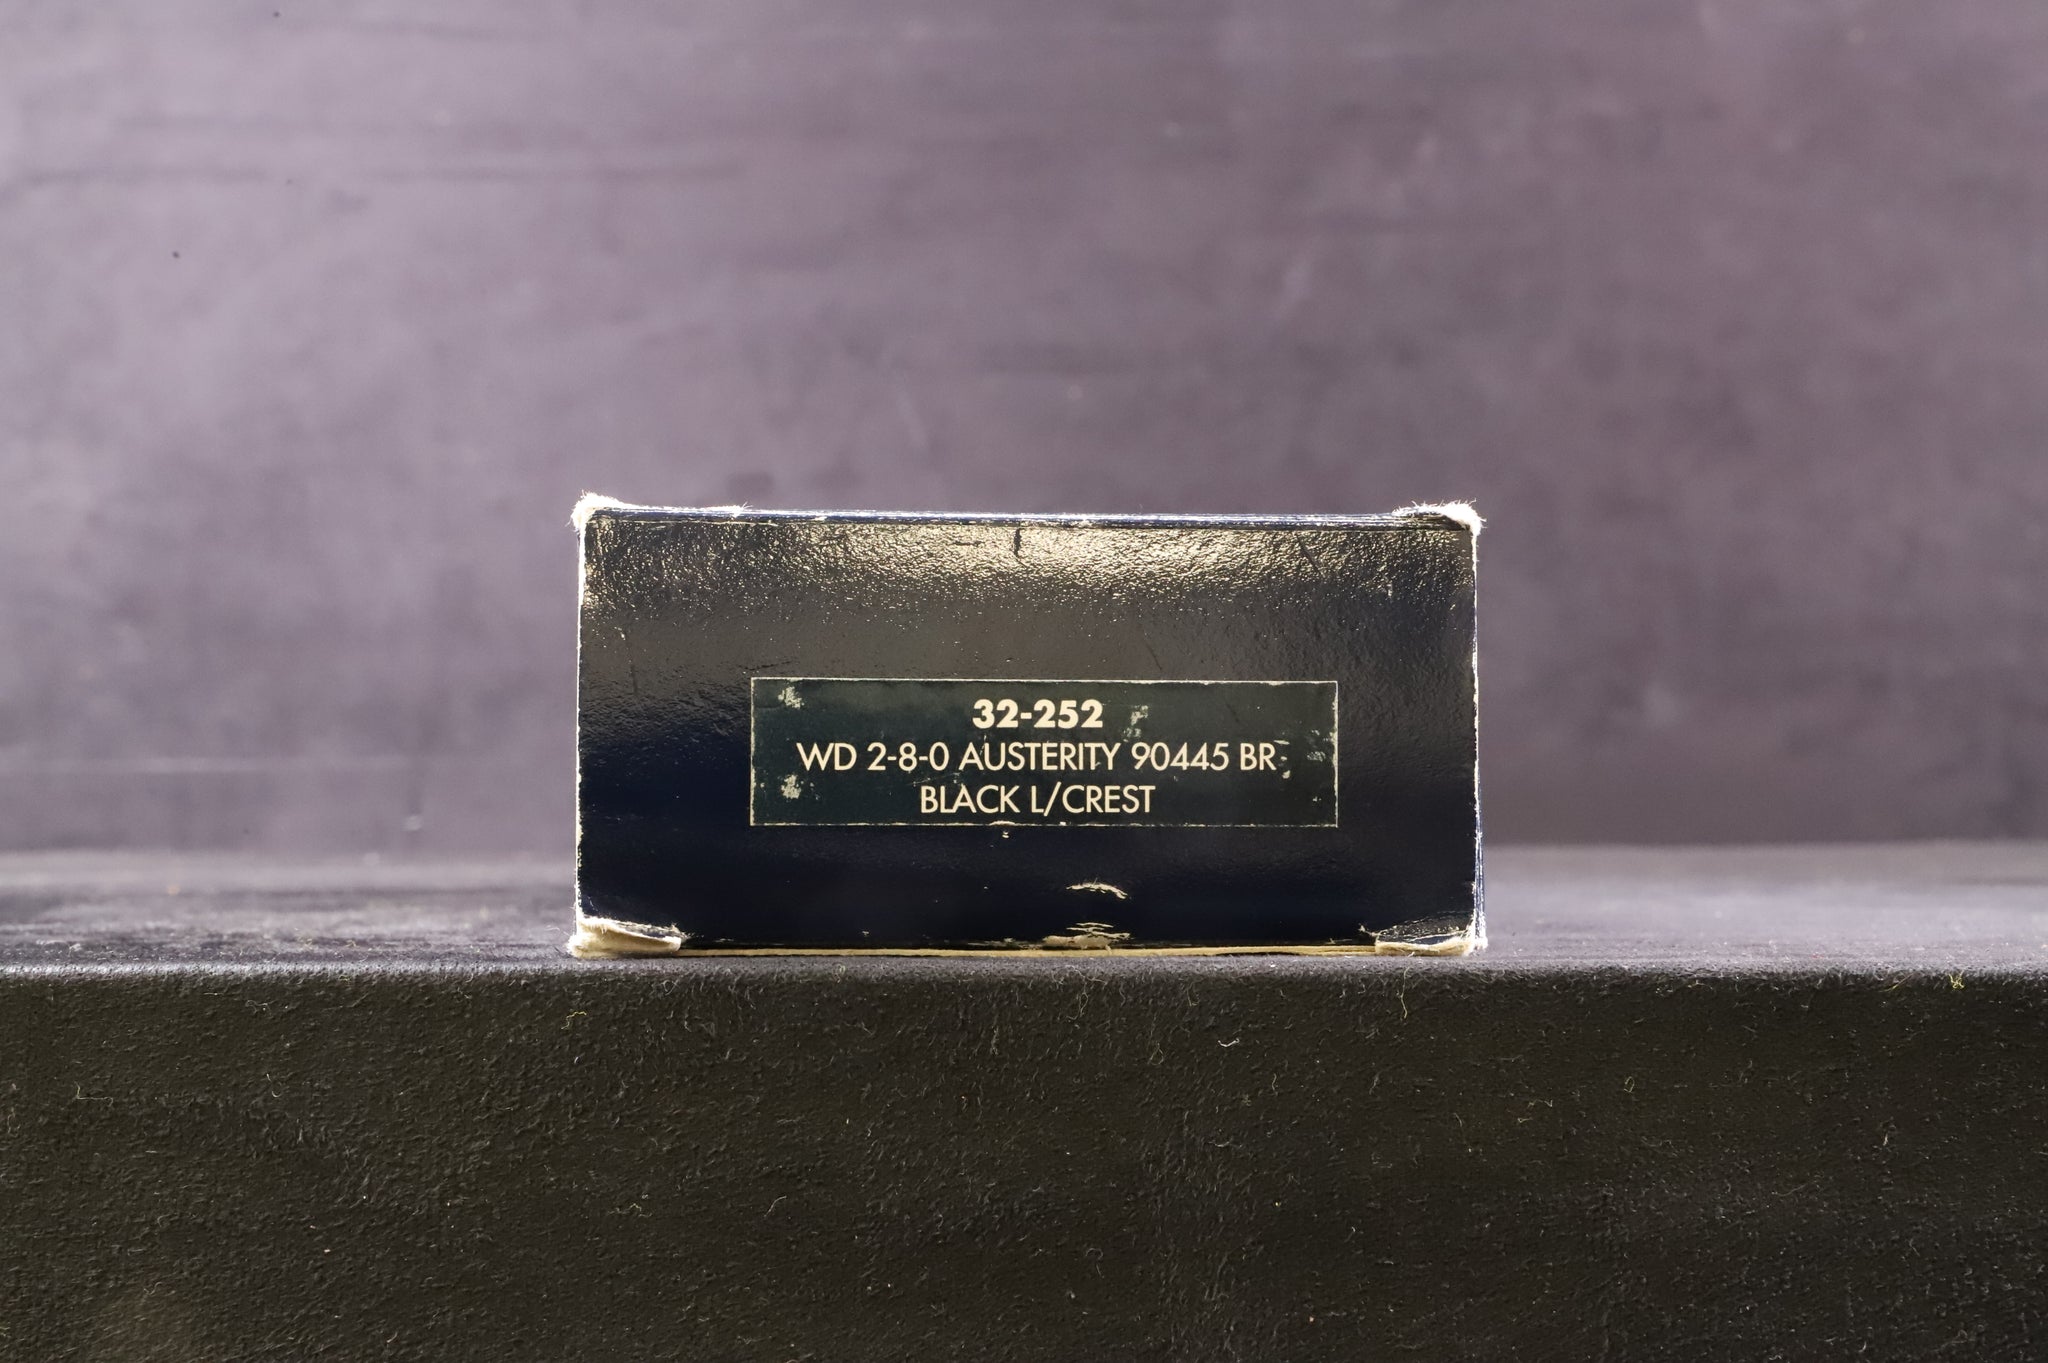 32-252
WD 2-8-0 AUSTERITY 90445 BR
BLACK L/CREST